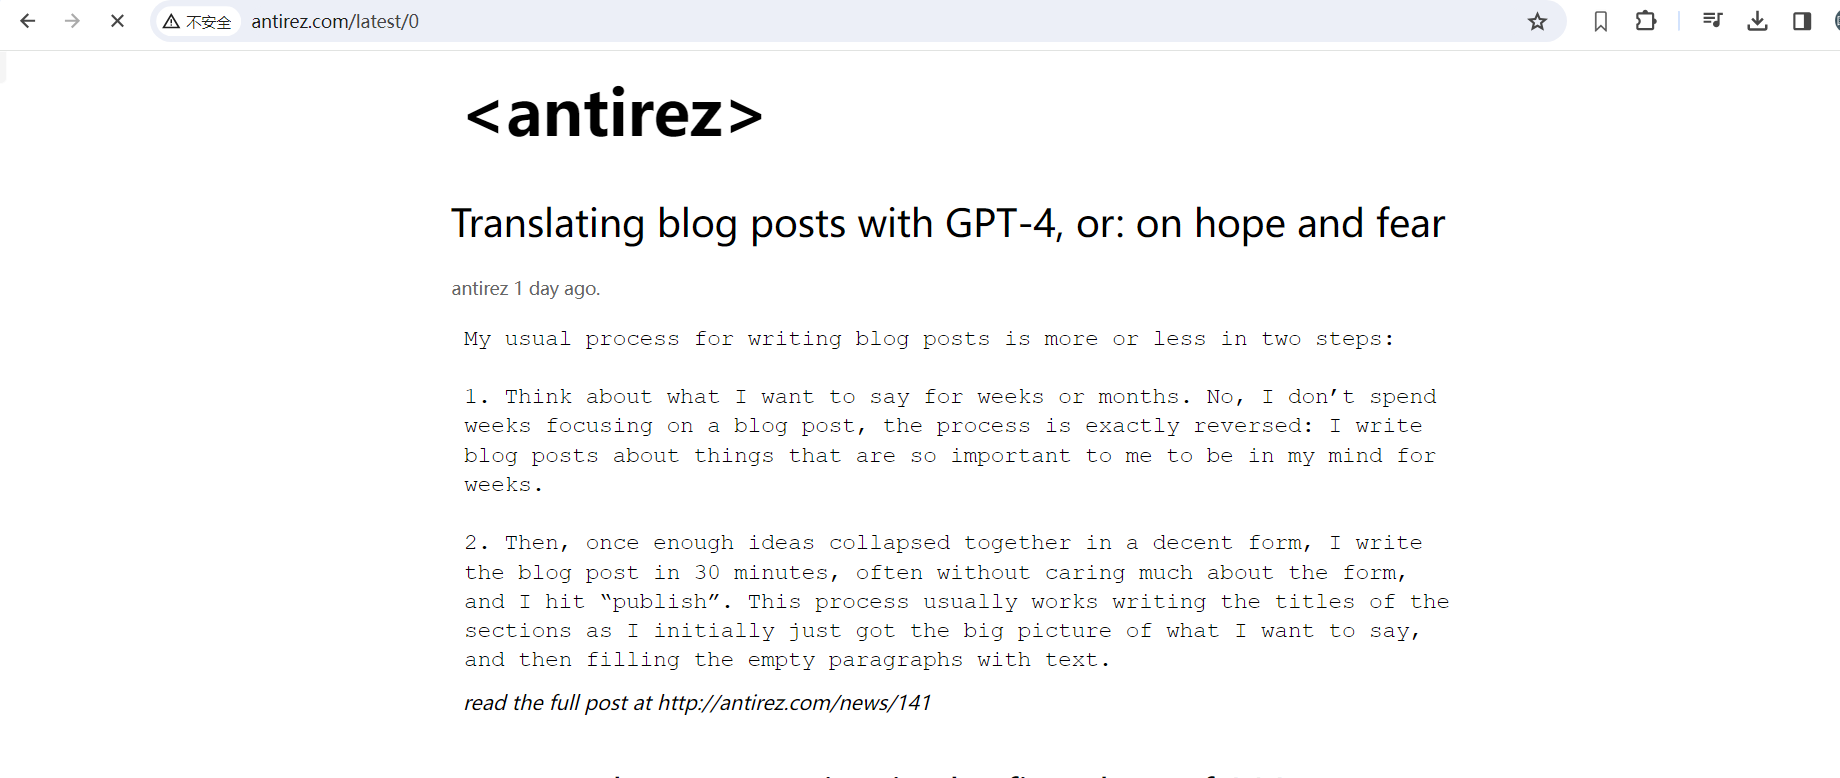 不安全 antirez.com/latest/0
<antirez>
Translating blog posts with GPT-4, or: on hope and fear
antirez 1 day ago.
My usual process for writing blog posts is more or less in two steps:
1. Think about what I want to say for weeks or months. No, I don’t spend
weeks focusing on a blog post, the process is exactly reversed: I write
blog posts about things that are so important to me to be in my mind for
weeks.
2. Then, once enough ideas collapsed together in a decent form, I write
the blog post in 30 minutes, often without caring much about the form,
and I hit “publish”. This process usually works writing the titles of the
sections as I initially just got the big picture of what I want to say,
and then filling the empty paragraphs with text.
read the full post at http://antirez.com/news/141